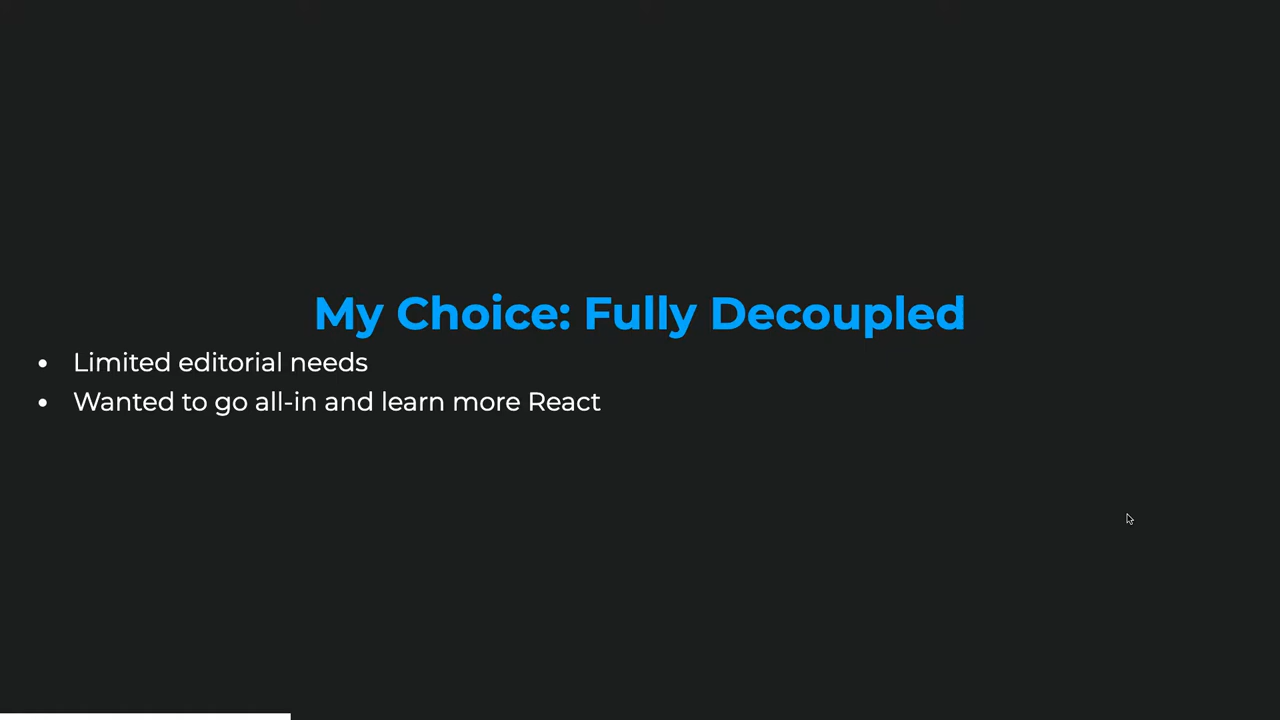 My Choice: Fully Decoupled
Limited editorial needs
Wanted to go all-in and learn more React